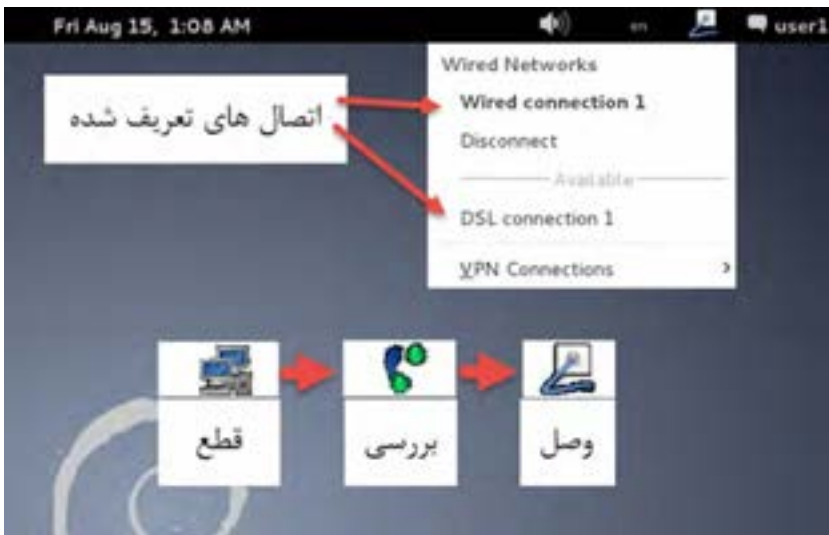 Fri Aug 15, 1:08 AM
en
user1
Wired Networks
Wired connection 1
Disconnect
Available
DSL connection 1
VPN Connections
اتصال های تعریف شده
قطع
بررسی
وصل